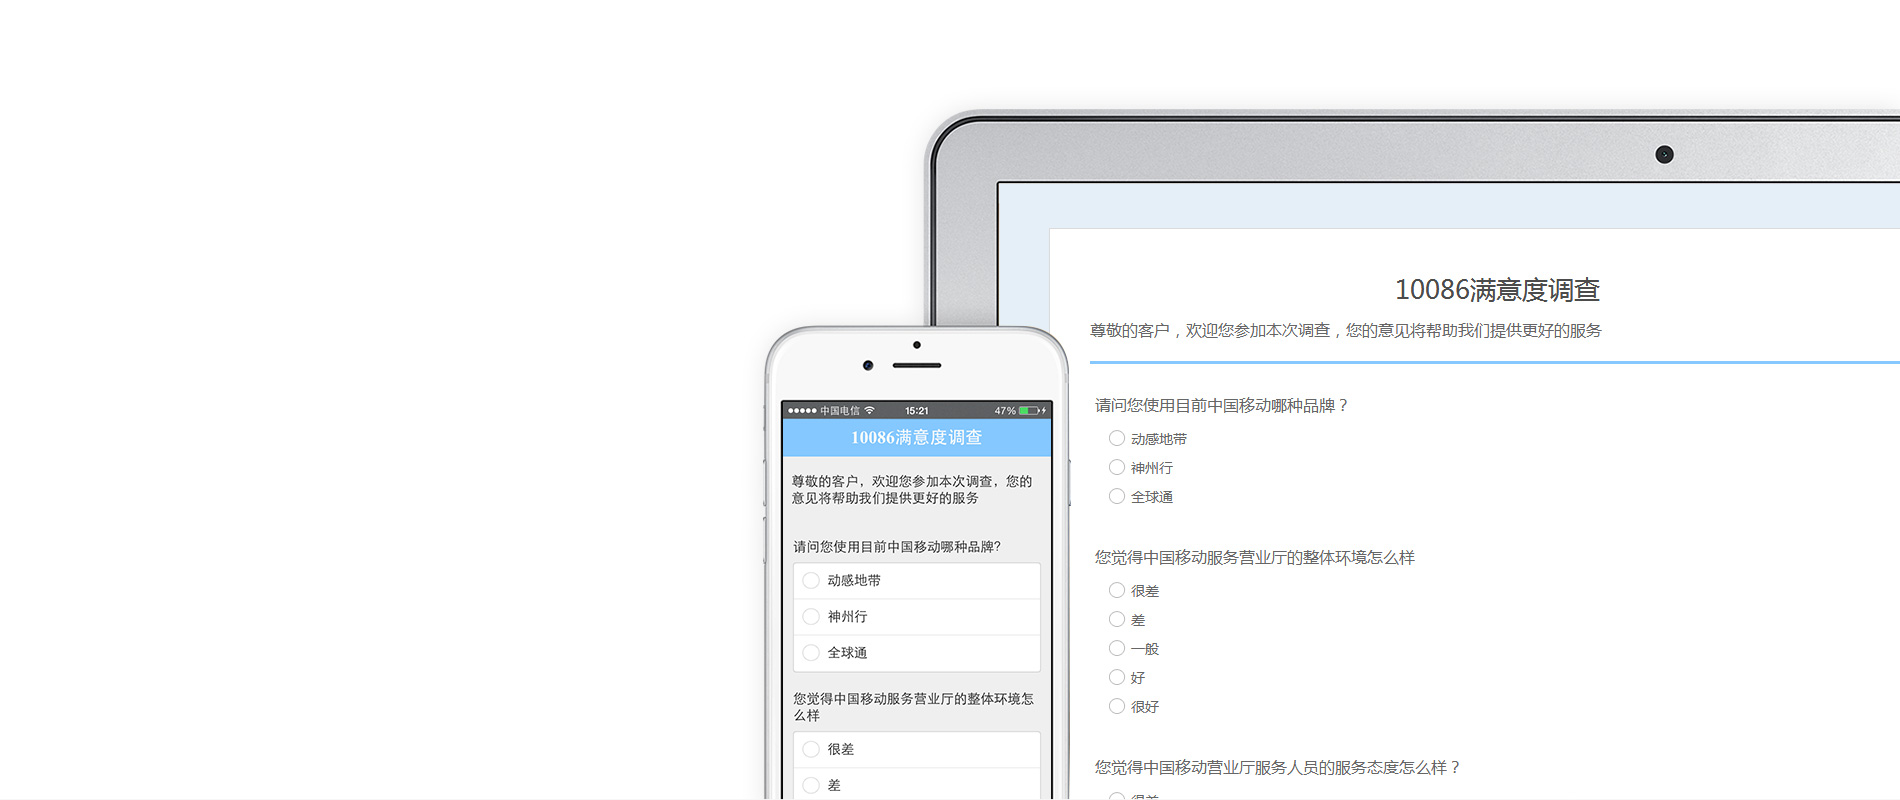 10086满意度调查
尊敬的客户，欢迎您参加本次调查，您的意见将帮助我们提供更好的服务
请问您使用目前中国移动哪种品牌？
动感地带
神州行
全球通
您觉得中国移动服务营业厅的整体环境怎么样
很差
差
一般
好
很好
您觉得中国移动营业厅服务人员的服务态度怎么样？
中国电信 15:21 47%
10086满意度调查
尊敬的客户，欢迎您参加本次调查，您的
意见将帮助我们提供更好的服务
请问您使用目前中国移动哪种品牌?
动感地带
神州行
全球通
您觉得中国移动服务营业厅的整体环境怎
么样
很差
差